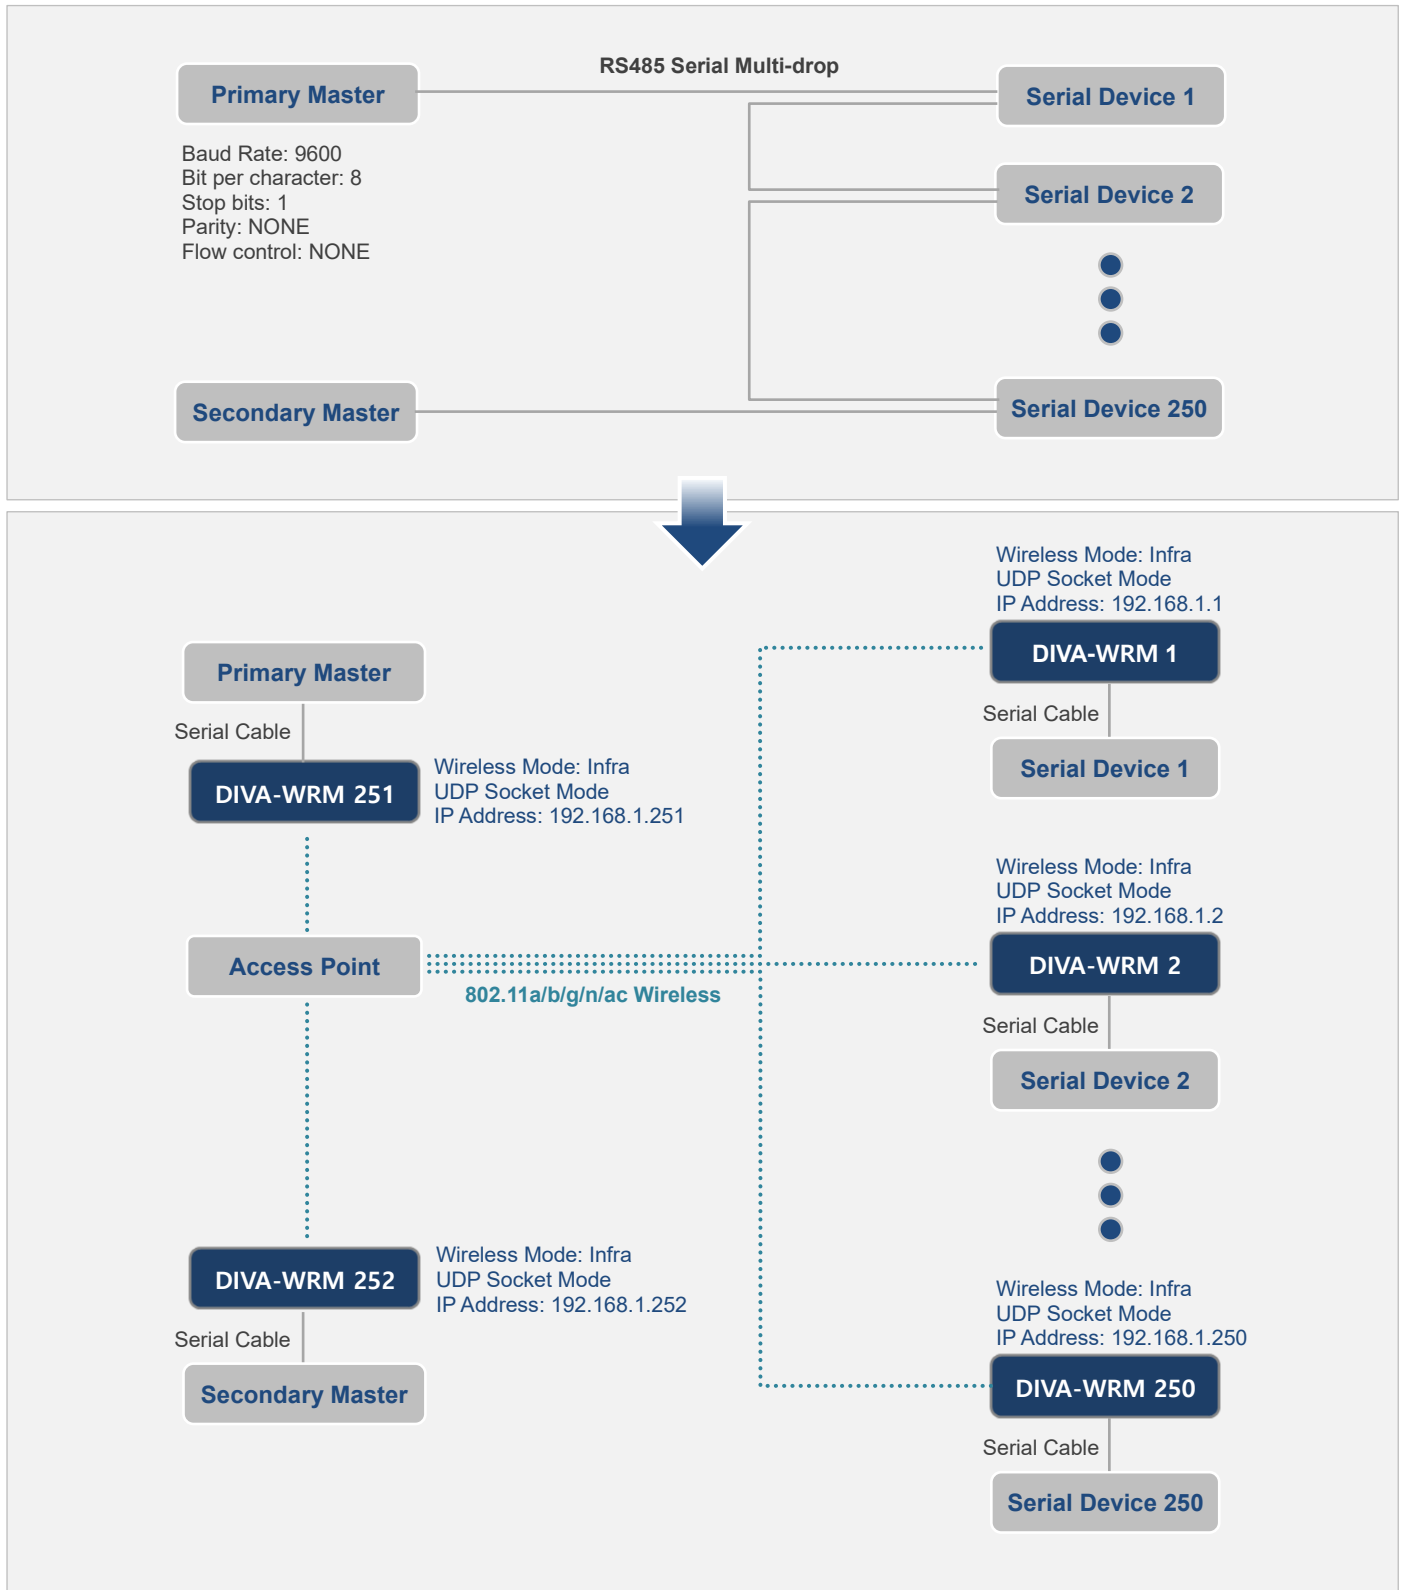 RS485 Serial Multi-drop
Primary Master
Serial Device 1
Baud Rate: 9600
Bit per character: 8
Stop bits: 1
Parity: NONE
Flow control: NONE
Serial Device 2
Secondary Master
Serial Device 250
Wireless Mode: Infra
UDP Socket Mode
IP Address: 192.168.1.1
DIVA-WRM 1
Serial Cable
Serial Device 1
Primary Master
Serial Cable
DIVA-WRM 251
Wireless Mode: Infra
UDP Socket Mode
IP Address: 192.168.1.251
Wireless Mode: Infra
UDP Socket Mode
IP Address: 192.168.1.2
DIVA-WRM 2
Serial Cable
Serial Device 2
Access Point
802.11a/b/g/n/ac Wireless
DIVA-WRM 252
Wireless Mode: Infra
UDP Socket Mode
IP Address: 192.168.1.252
Serial Cable
Secondary Master
Wireless Mode: Infra
UDP Socket Mode
IP Address: 192.168.1.250
DIVA-WRM 250
Serial Cable
Serial Device 250